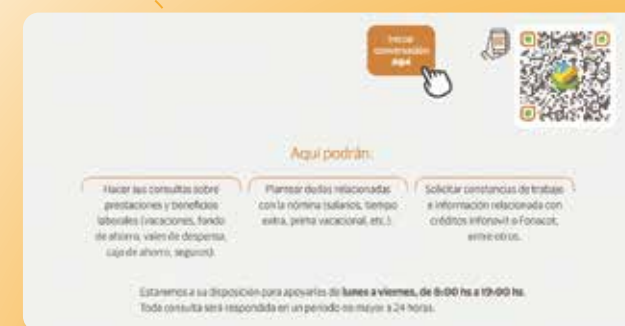 Iniciar
conversación
aquí
Aquí podrán:
Hacer sus consultas sobre
prestaciones y beneficios
laborales (vacaciones, fondo
de ahorro, vales de despensa,
caja de ahorro, seguros).
Plantear dudas relacionadas
con la nómina (salarios, tiempo
extra, prima vacacional, etc.).
Solicitar constancias de trabajo
e información relacionada con
créditos Infonavit o Fonacot,
entre otros.
Estaremos a su disposición para apoyarles de lunes a viernes, de 8:00 hs a 19:00 hs.
Toda consulta será respondida en un periodo no mayor a 24 horas.